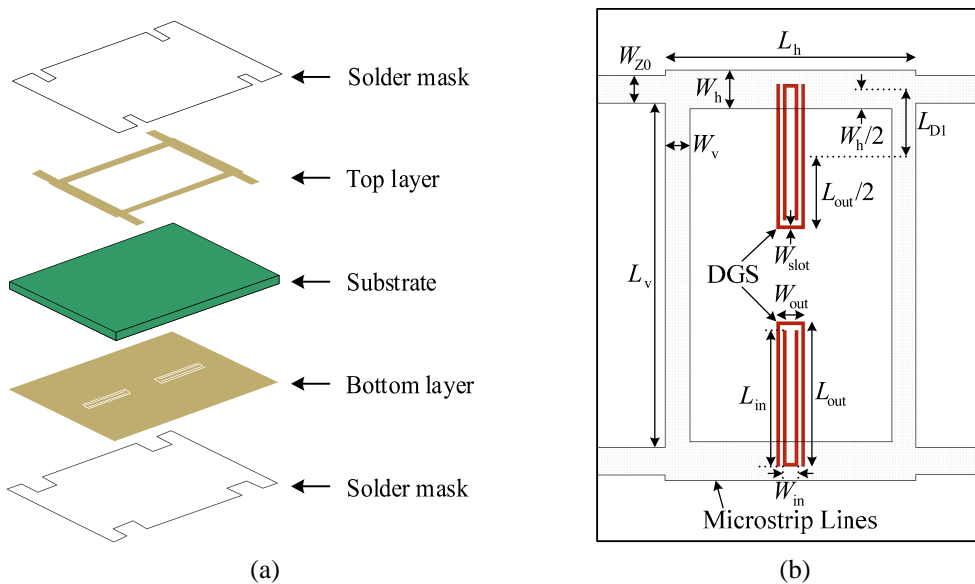 Solder mask
Top layer
Substrate
Bottom layer
Solder mask
(a)
L_h
W_Z0
W_h
W_h/2
L_D1
W_v
L_out/2
W_slot
L_v
DGS
W_out
L_in
L_out
W_in
Microstrip Lines
(b)